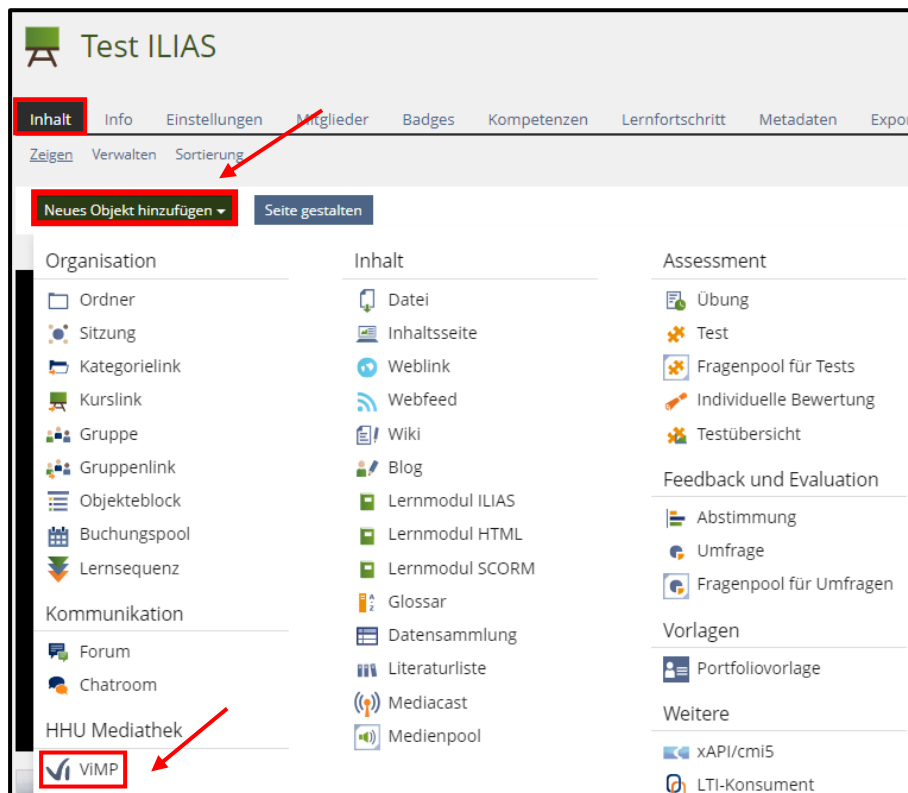 Test ILIAS
Inhalt Info Einstellungen Mitglieder Badges Kompetenzen Lernfortschritt Metadaten Expor
Zeigen Verwalten Sortierung
Neues Objekt hinzufügen Seite gestalten
Organisation
Ordner
Sitzung
Kategorielink
Kurslink
Gruppe
Gruppenlink
Objekteblock
Buchungspool
Lernsequenz
Kommunikation
Forum
Chatroom
HHU Mediathek
ViMP
Inhalt
Datei
Inhaltsseite
Weblink
Webfeed
Wiki
Blog
Lernmodul ILIAS
Lernmodul HTML
Lernmodul SCORM
Glossar
Datensammlung
Literaturliste
Mediacast
Medienpool
Assessment
Übung
Test
Fragenpool für Tests
Individuelle Bewertung
Testübersicht
Feedback und Evaluation
Abstimmung
Umfrage
Fragenpool für Umfragen
Vorlagen
Portfoliovorlage
Weitere
xAPI/cmi5
LTI-Konsument